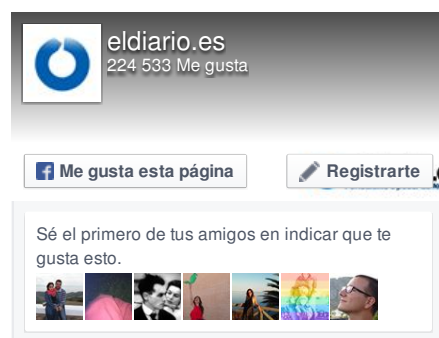 eldiario.es
224 533 Me gusta
Me gusta esta página
Registrarte
Sé el primero de tus amigos en indicar que te
gusta esto.